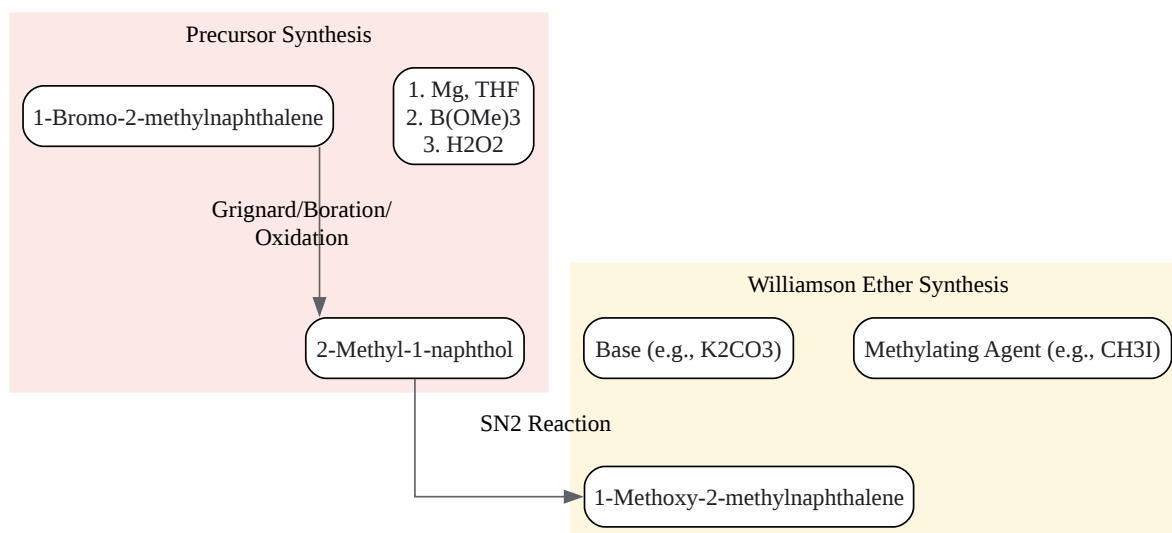 Precursor Synthesis
1-Bromo-2-methylnaphthalene
1. Mg, THF
2. B(OMe)3
3. H2O2
Grignard/Boration/
Oxidation
2-Methyl-1-naphthol
Williamson Ether Synthesis
Base (e.g., K2CO3)
Methylating Agent (e.g., CH3I)
SN2 Reaction
1-Methoxy-2-methylnaphthalene